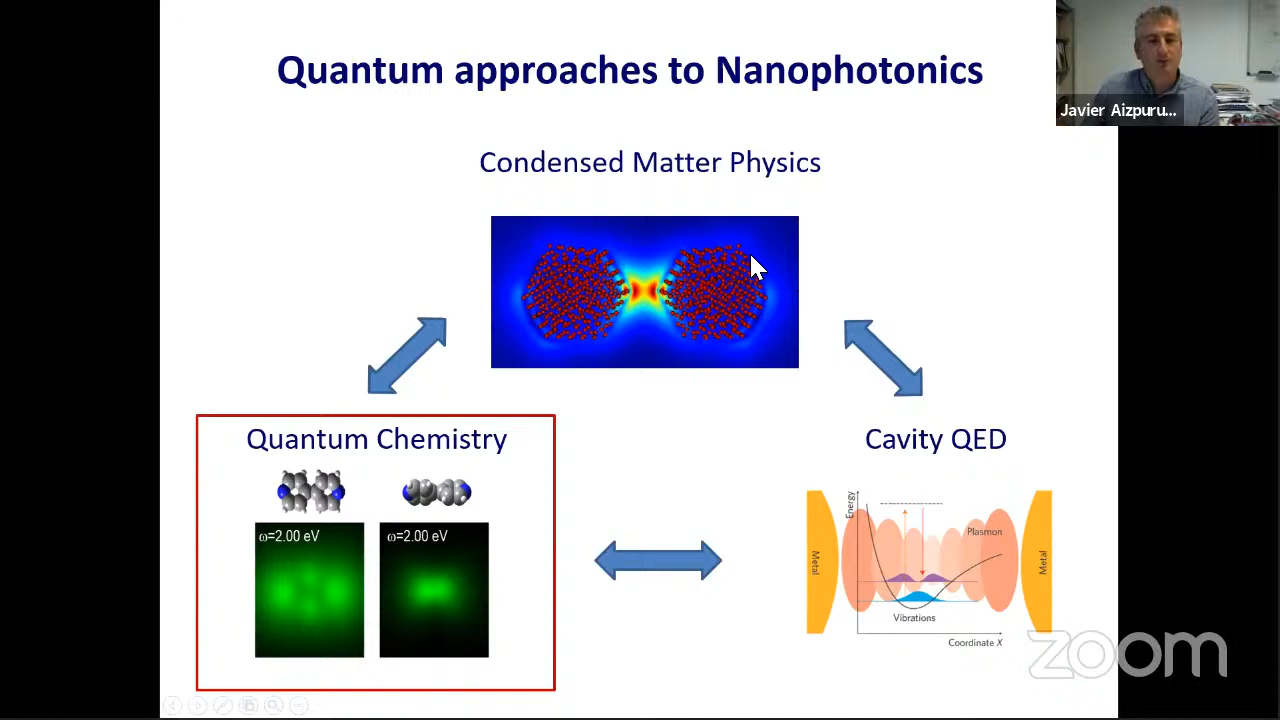 Quantum approaches to Nanophotonics
Javier Aizpuru...
Condensed Matter Physics
Quantum Chemistry
ω=2.00 eV
ω=2.00 eV
Cavity QED
Energy
Plasmon
Metal
Metal
Vibrations
Coordinate X
zoom